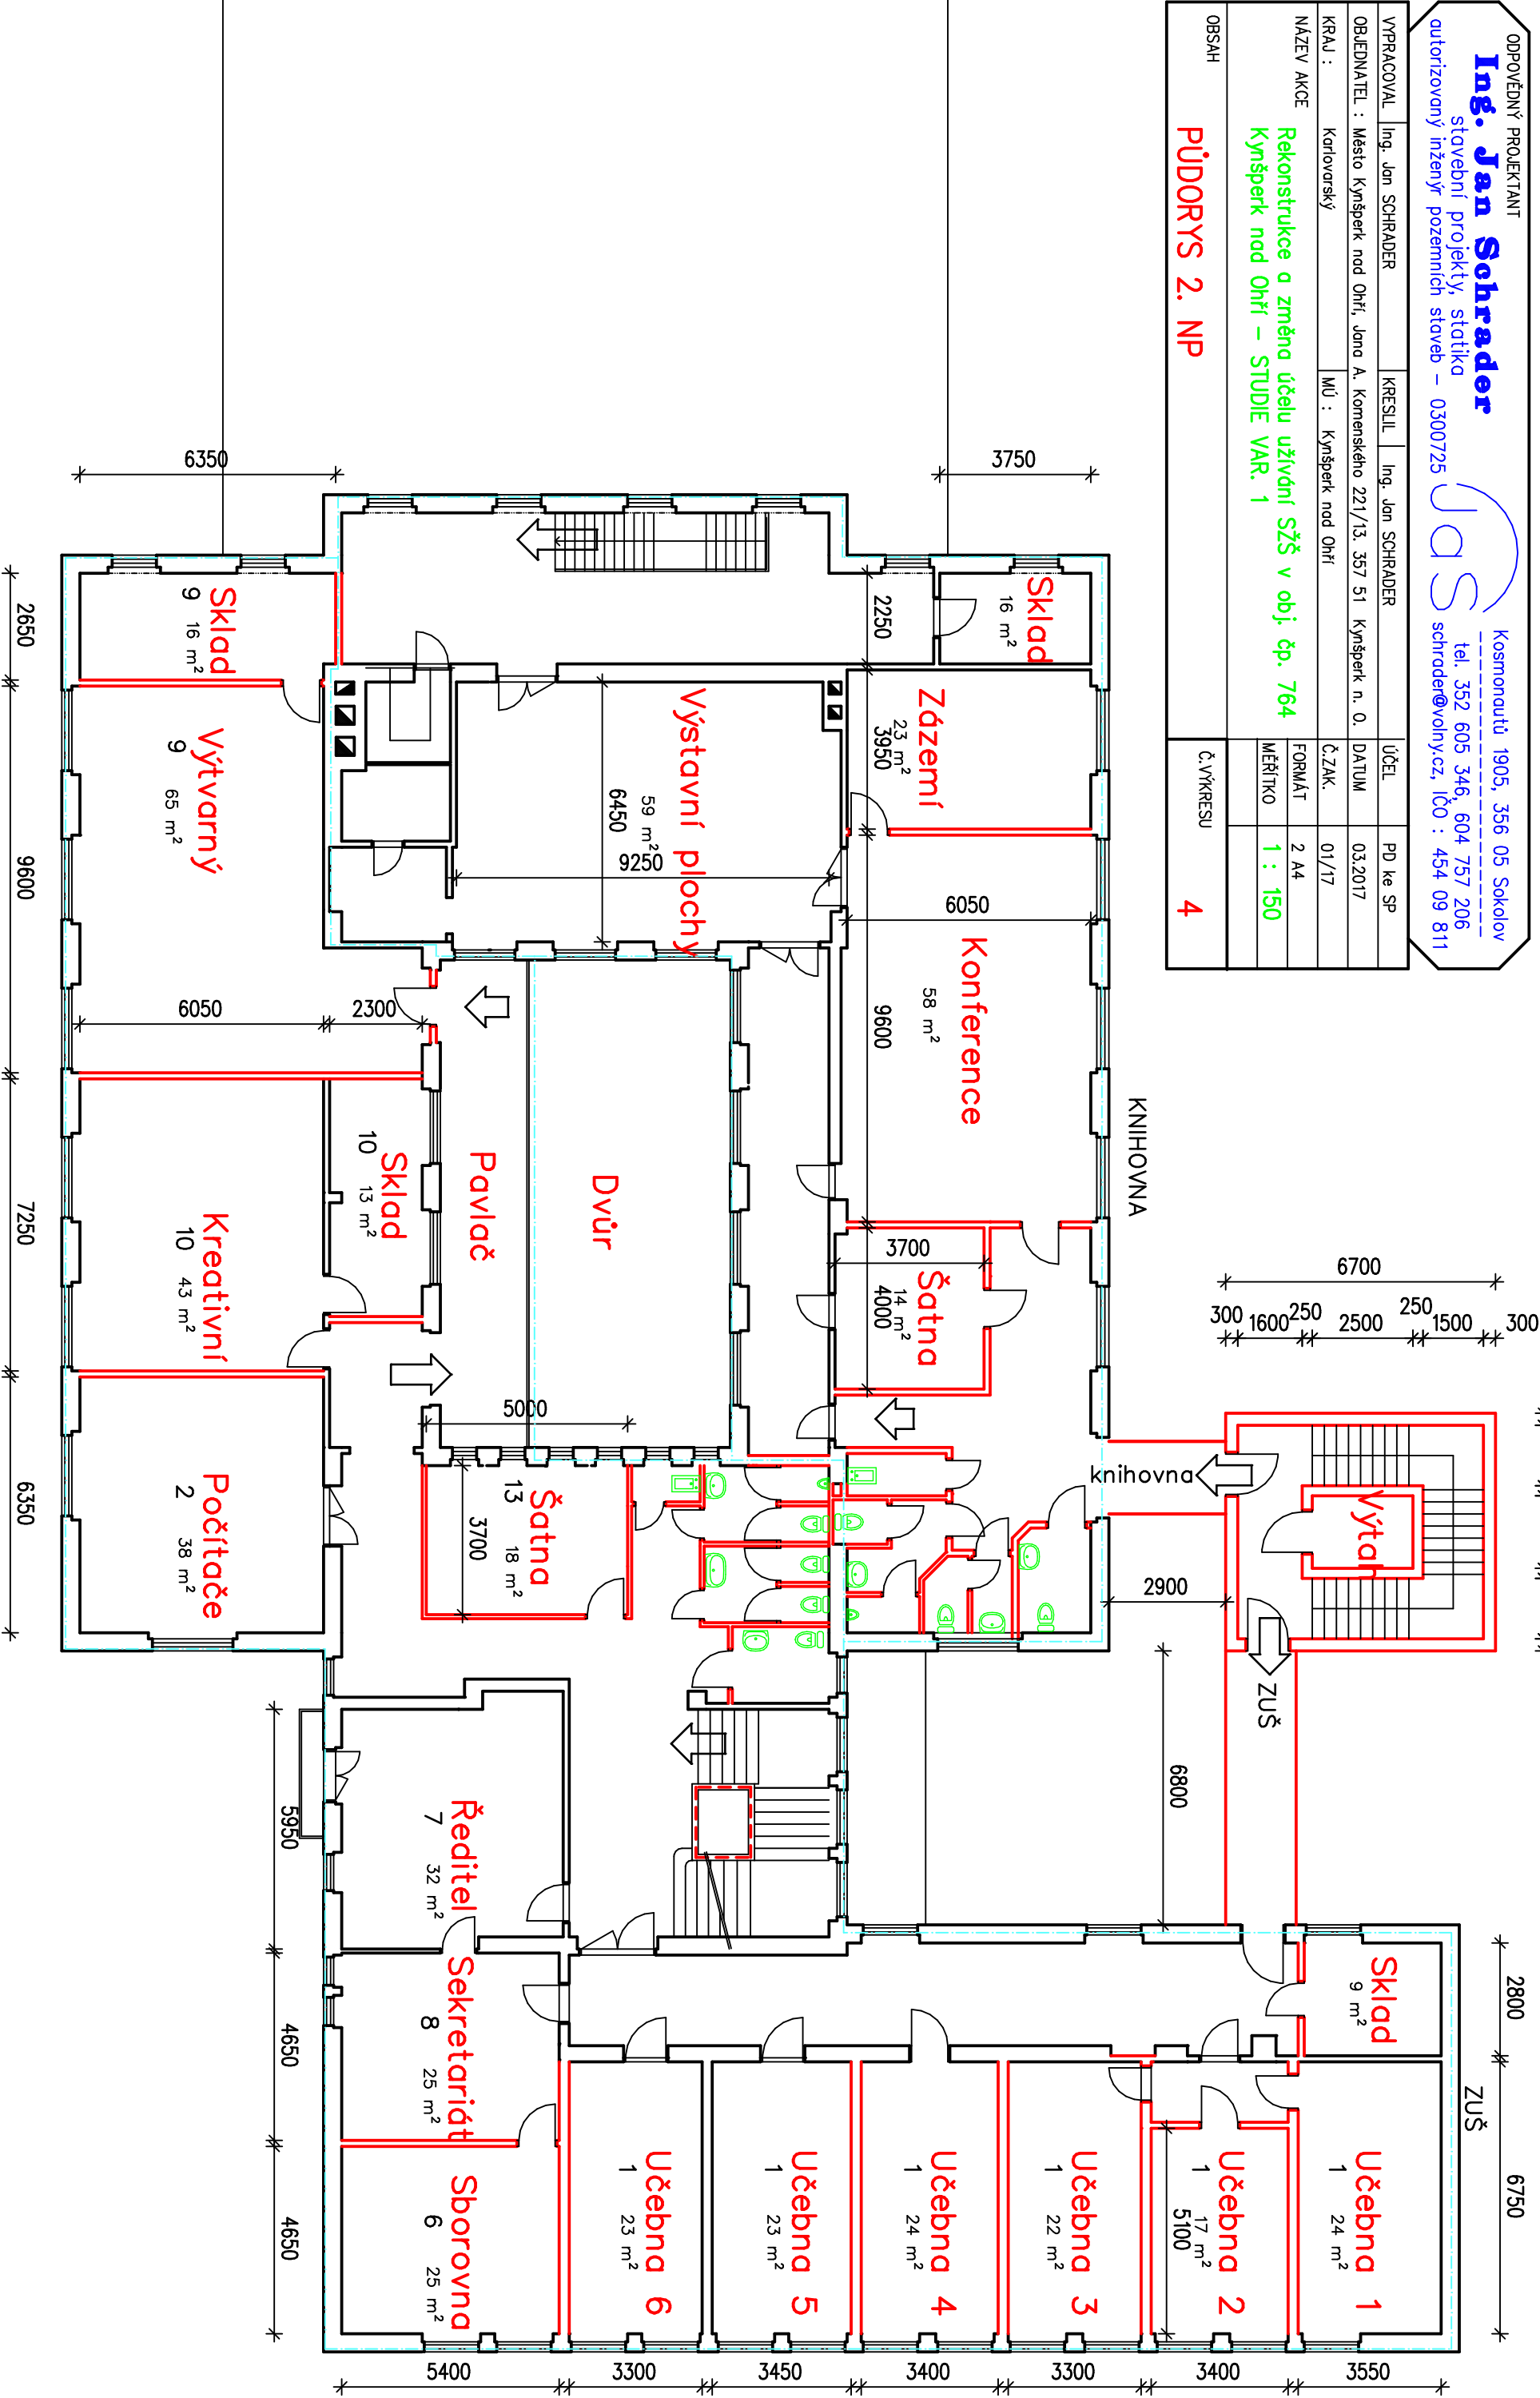 ODPOVĚDNÝ PROJEKTANT
Ing. Jan Schrader
stavební projekty, statika
autorizovaný inženýr pozemních staveb - 0300725
JaS
Kosmonautů 1905, 356 05 Sokolov
tel. 352 605 346, 604 757 206
schrader@volny.cz, IČO : 454 09 811
VYPRACOVAL Ing. Jan SCHRADER KRESLIL Ing. Jan SCHRADER ÚČEL PD ke SP
OBJEDNATEL : Město Kynšperk nad Ohří, Jana A. Komenského 221/13. 357 51 Kynšperk n. O. DATUM 03.2017
KRAJ : Karlovarský MÚ : Kynšperk nad Ohří Č.ZAK. 01/17
NÁZEV AKCE
Rekonstrukce a změna účelu užívání SZŠ v obj. čp. 764
Kynšperk nad Ohří - STUDIE VAR. 1
FORMÁT 2 A4
MĚŘÍTKO 1 : 150
OBSAH
PŮDORYS 2. NP
Č.VÝKRESU
4
6700
300 1600 250 2500 250 1500 300
Výtah
knihovna
2900
ZUŠ
6800
2800
6750
ZUŠ
Sklad
9 m²
Učebna 1
1 24 m²
3550
Učebna 2
1 17 m²
5100
3400
Učebna 3
1 22 m²
3300
Učebna 4
1 24 m²
3400
Učebna 5
1 23 m²
3450
Učebna 6
1 23 m²
3300
KNIHOVNA
3750
Sklad
16 m²
2250
Zázemí
23 m²
3950
Konference
58 m²
6050
9600
Šatna
14 m²
4000
3700
Výstavní plochy
59 m²
6450
9250
Dvůr
Pavlač
5000
Šatna
13 18 m²
3700
6350
Sklad
9 16 m²
Výtvarný
9 65 m²
6050
2300
Sklad
10 13 m²
Kreativní
10 43 m²
Počítače
2 38 m²
Ředitel
7 32 m²
Sekretariát
8 25 m²
Sborovna
6 25 m²
5400
5950
4650
4650
2650
9600
7250
6350